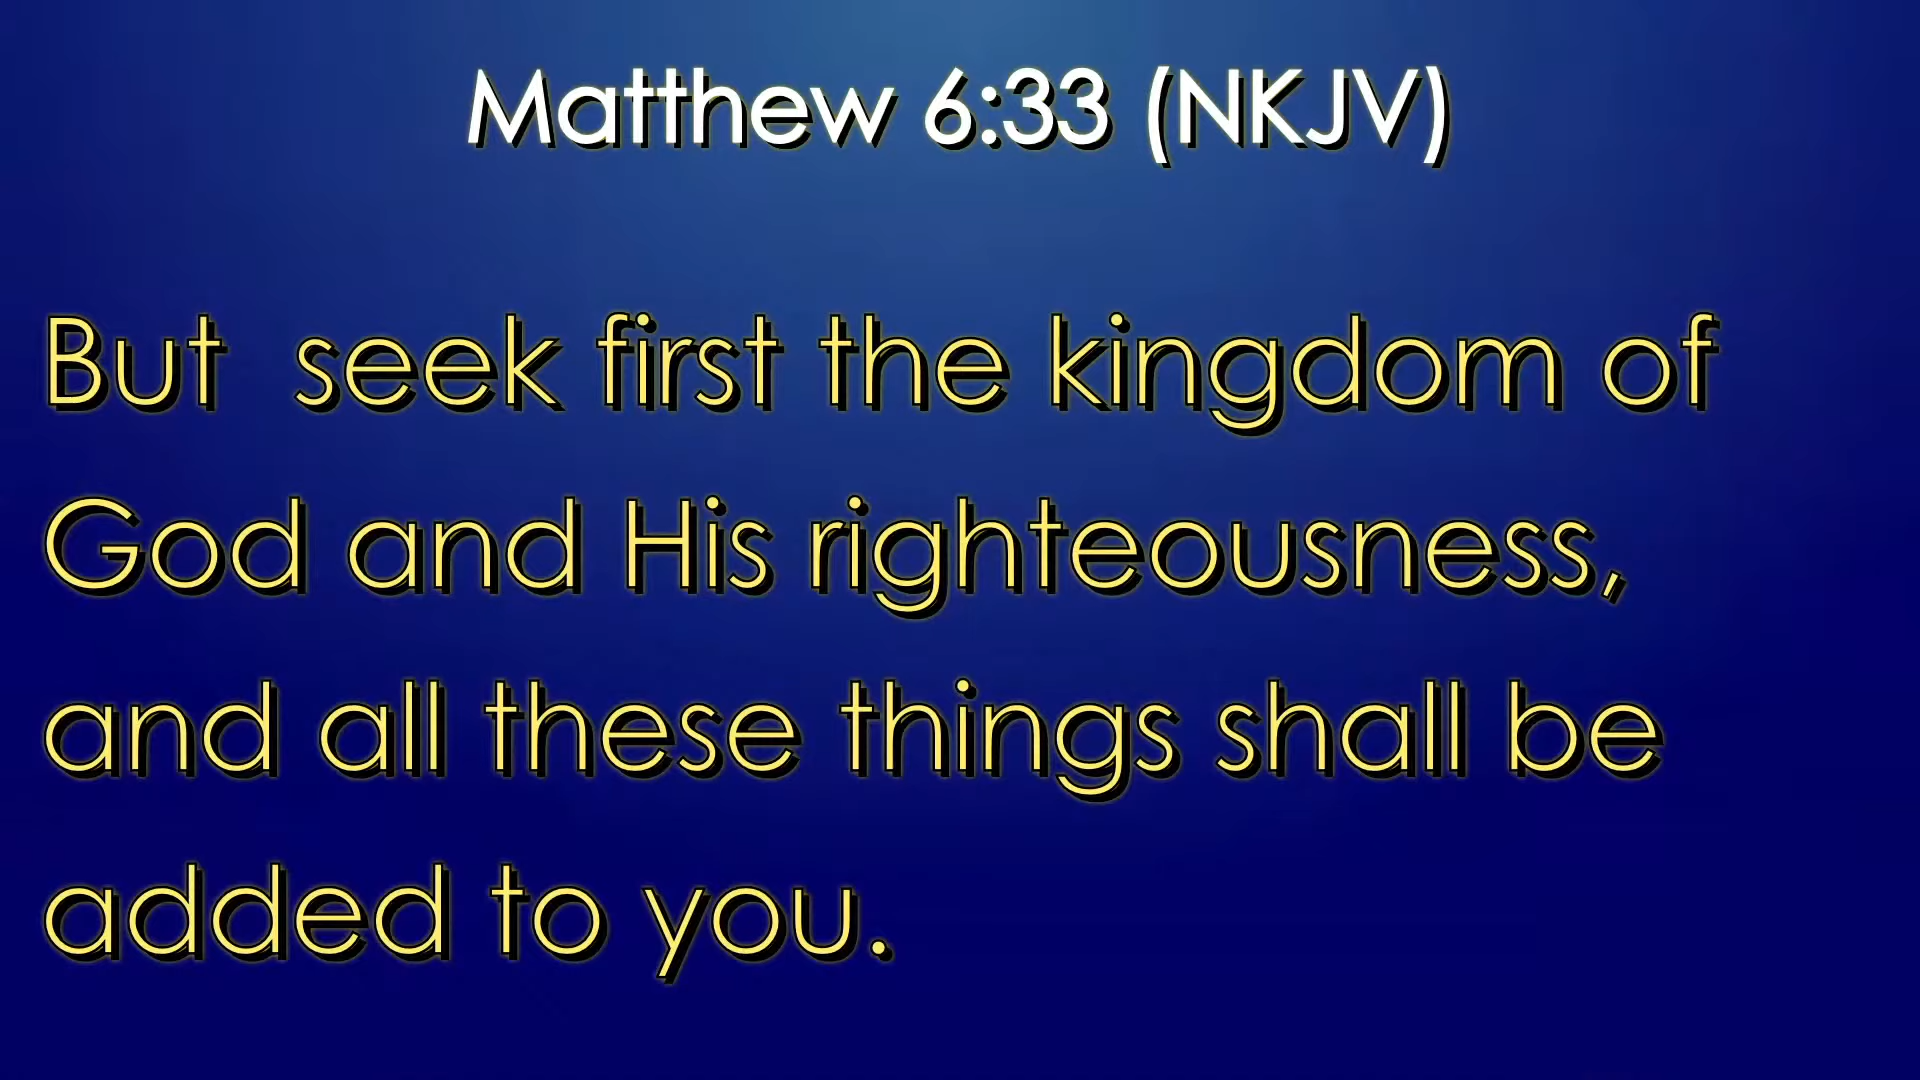 Matthew 6:33 (NKJV)
But  seek first the kingdom of
God and His righteousness,
and all these things shall be
added to you.